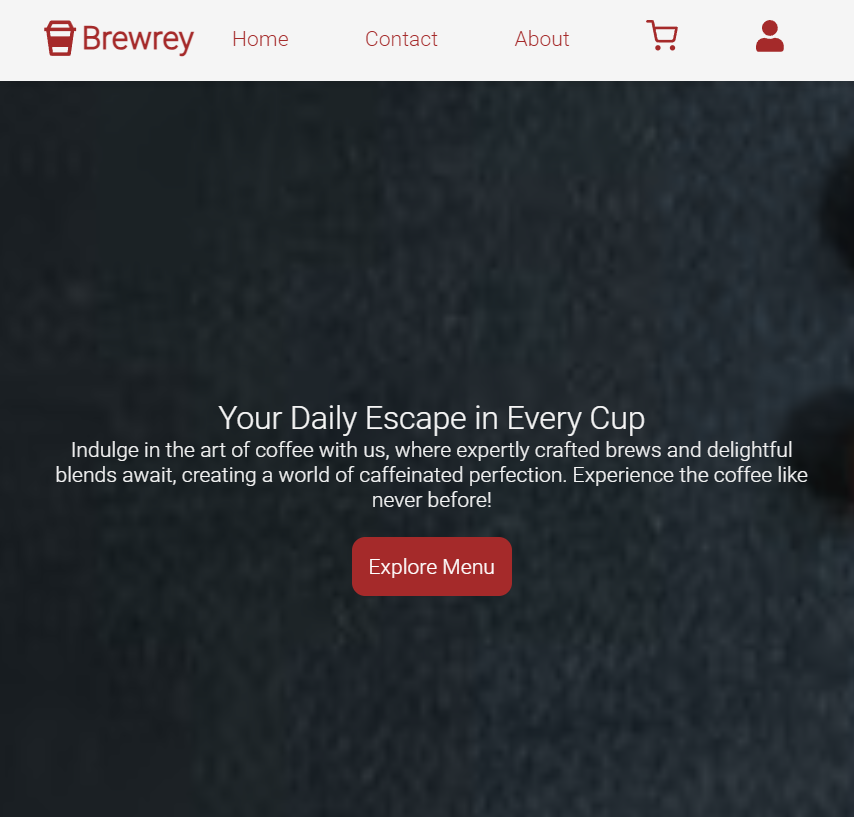 Brewrey Home Contact About
Your Daily Escape in Every Cup
Indulge in the art of coffee with us, where expertly crafted brews and delightful
blends await, creating a world of caffeinated perfection. Experience the coffee like
never before!
Explore Menu